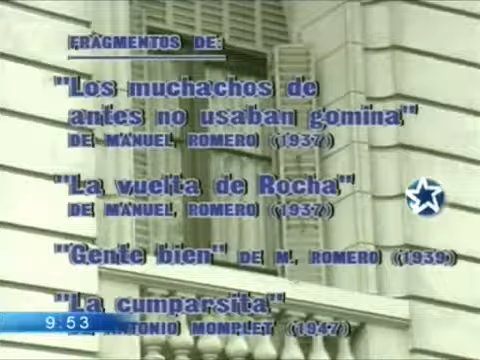 FRAGMENTOS DE:
"Los muchachos de
antes no usaban gomina"
DE MANUEL ROMERO (1937)
"La vuelta de Rocha"
DE MANUEL ROMERO (1937)
"Gente bien" DE M. ROMERO (1939)
"La cumparsita"
DE ANTONIO MOMPLET (1947)
9:53